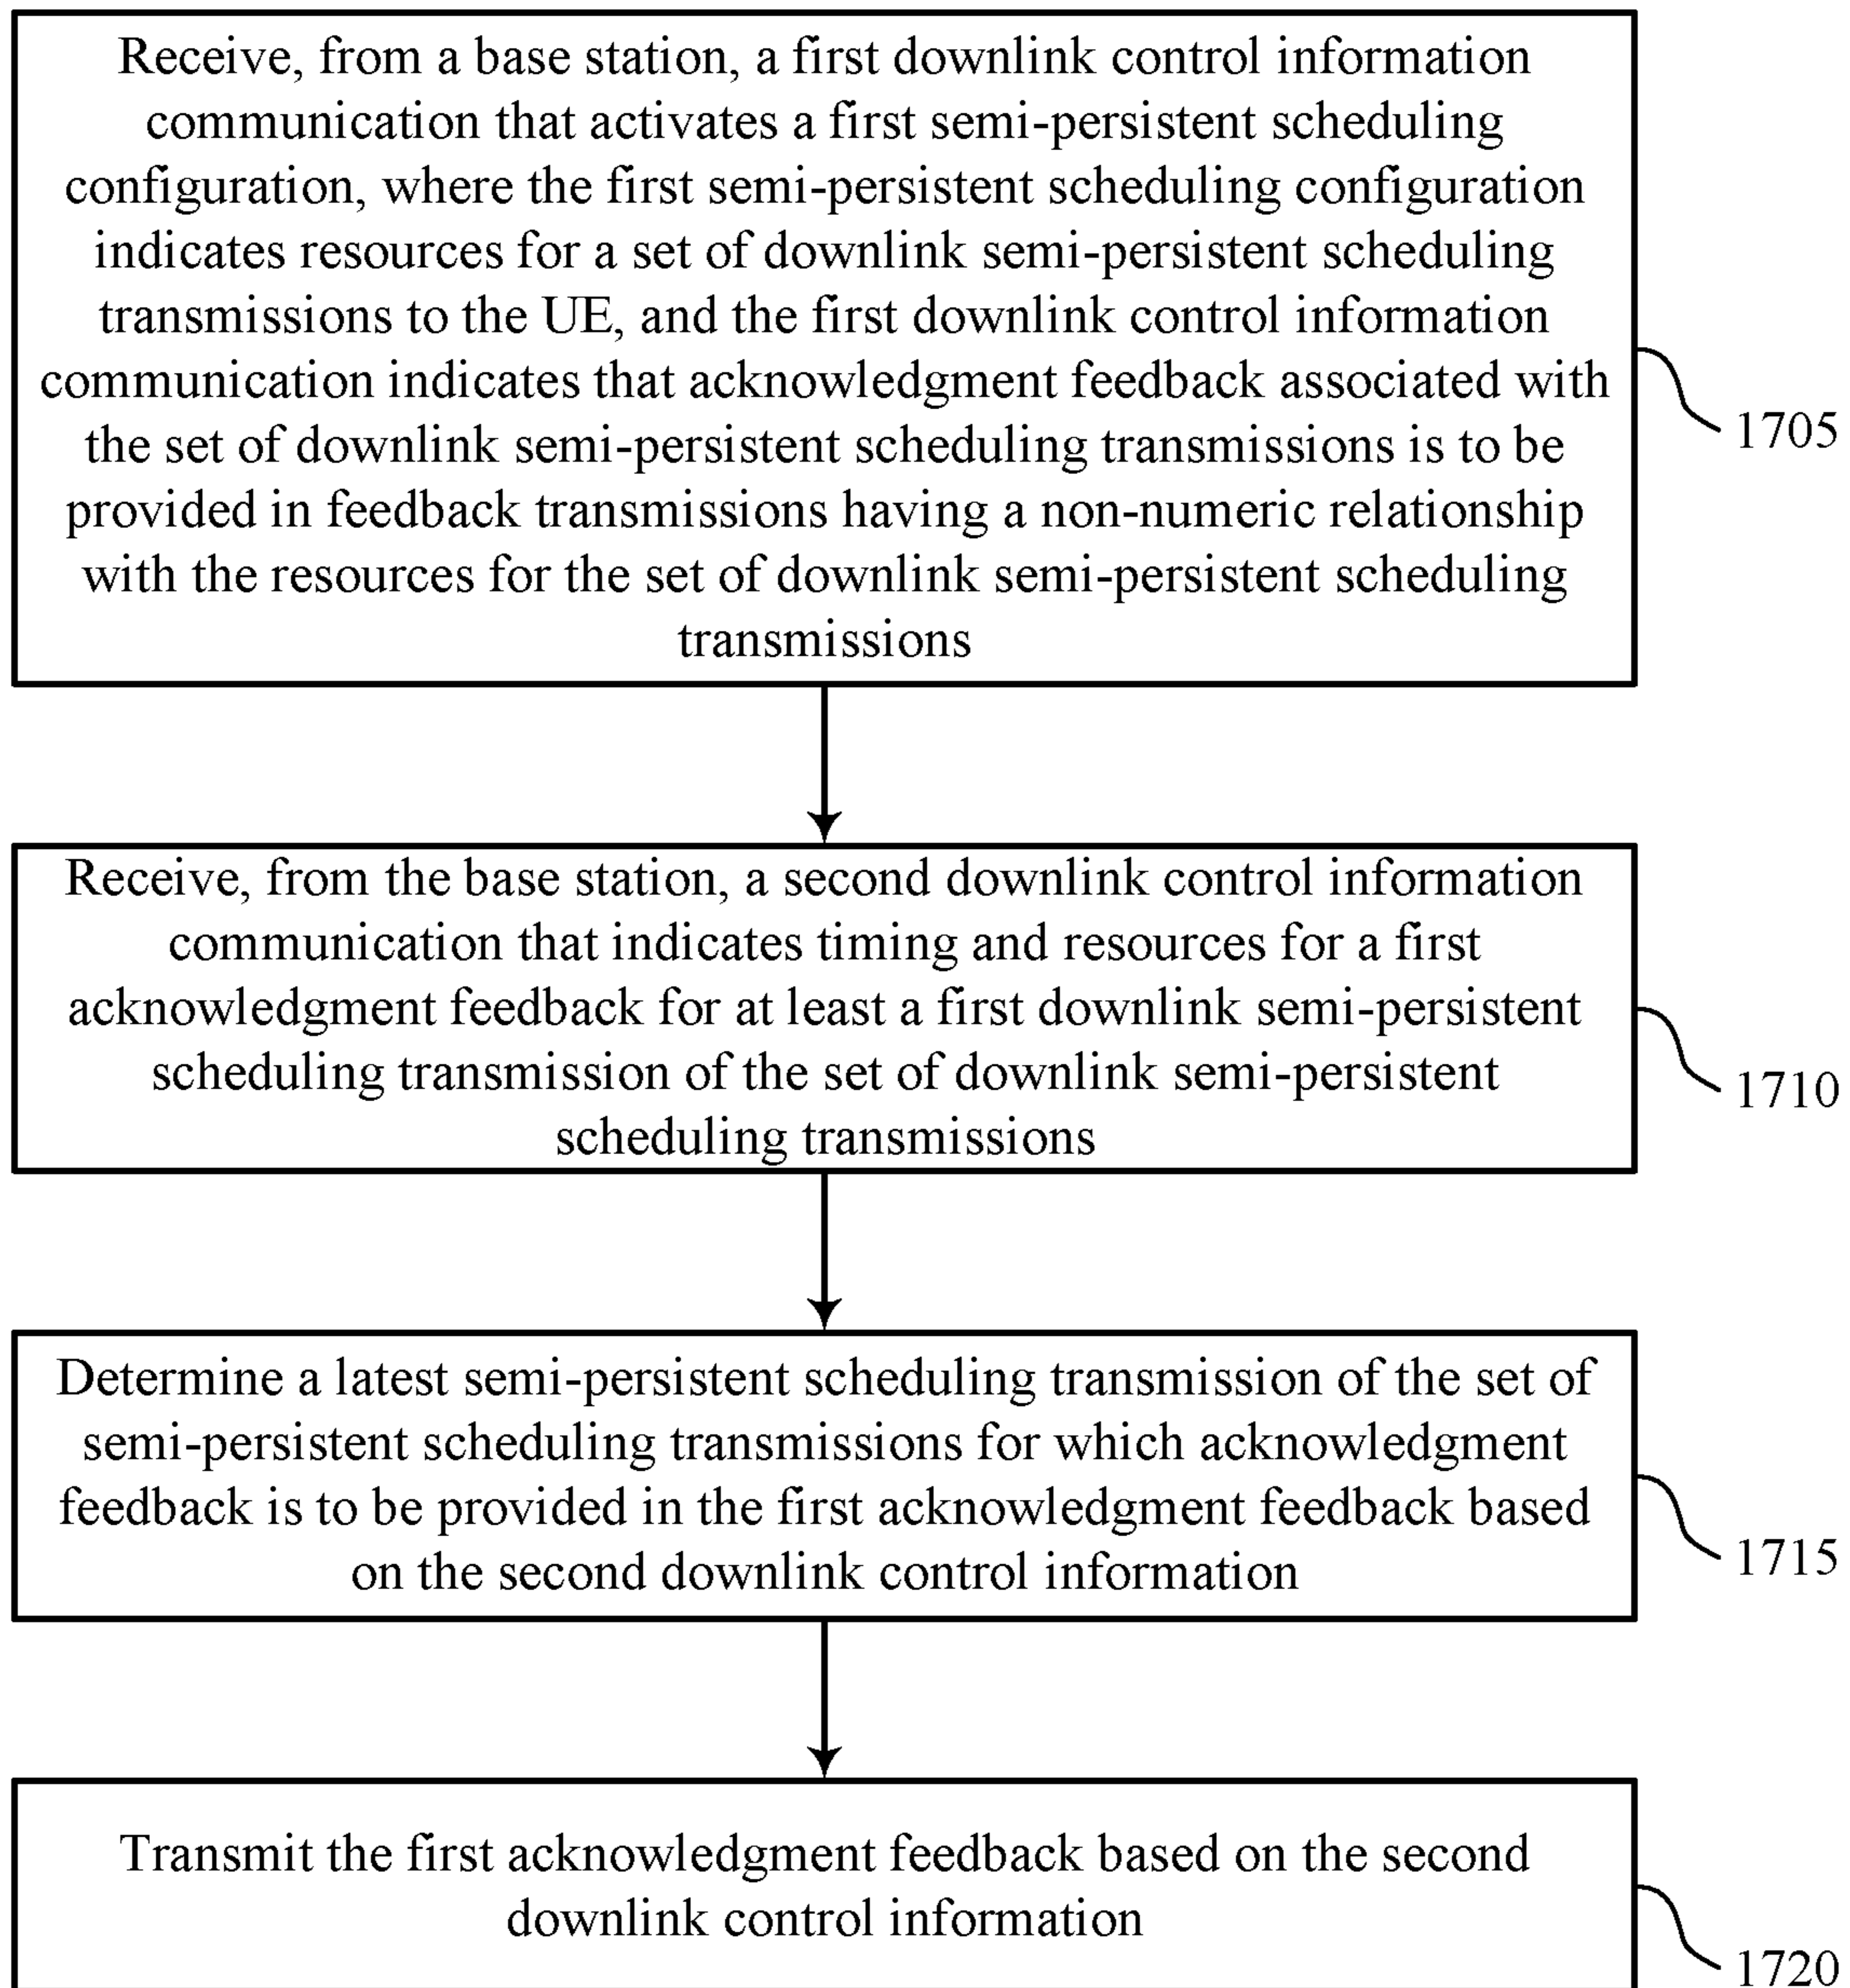 Receive, from a base station, a first downlink control information
communication that activates a first semi-persistent scheduling
configuration, where the first semi-persistent scheduling configuration
indicates resources for a set of downlink semi-persistent scheduling
transmissions to the UE, and the first downlink control information
communication indicates that acknowledgment feedback associated with
the set of downlink semi-persistent scheduling transmissions is to be
provided in feedback transmissions having a non-numeric relationship
with the resources for the set of downlink semi-persistent scheduling
transmissions
1705
Receive, from the base station, a second downlink control information
communication that indicates timing and resources for a first
acknowledgment feedback for at least a first downlink semi-persistent
scheduling transmission of the set of downlink semi-persistent
scheduling transmissions
1710
Determine a latest semi-persistent scheduling transmission of the set of
semi-persistent scheduling transmissions for which acknowledgment
feedback is to be provided in the first acknowledgment feedback based
on the second downlink control information
1715
Transmit the first acknowledgment feedback based on the second
downlink control information
1720